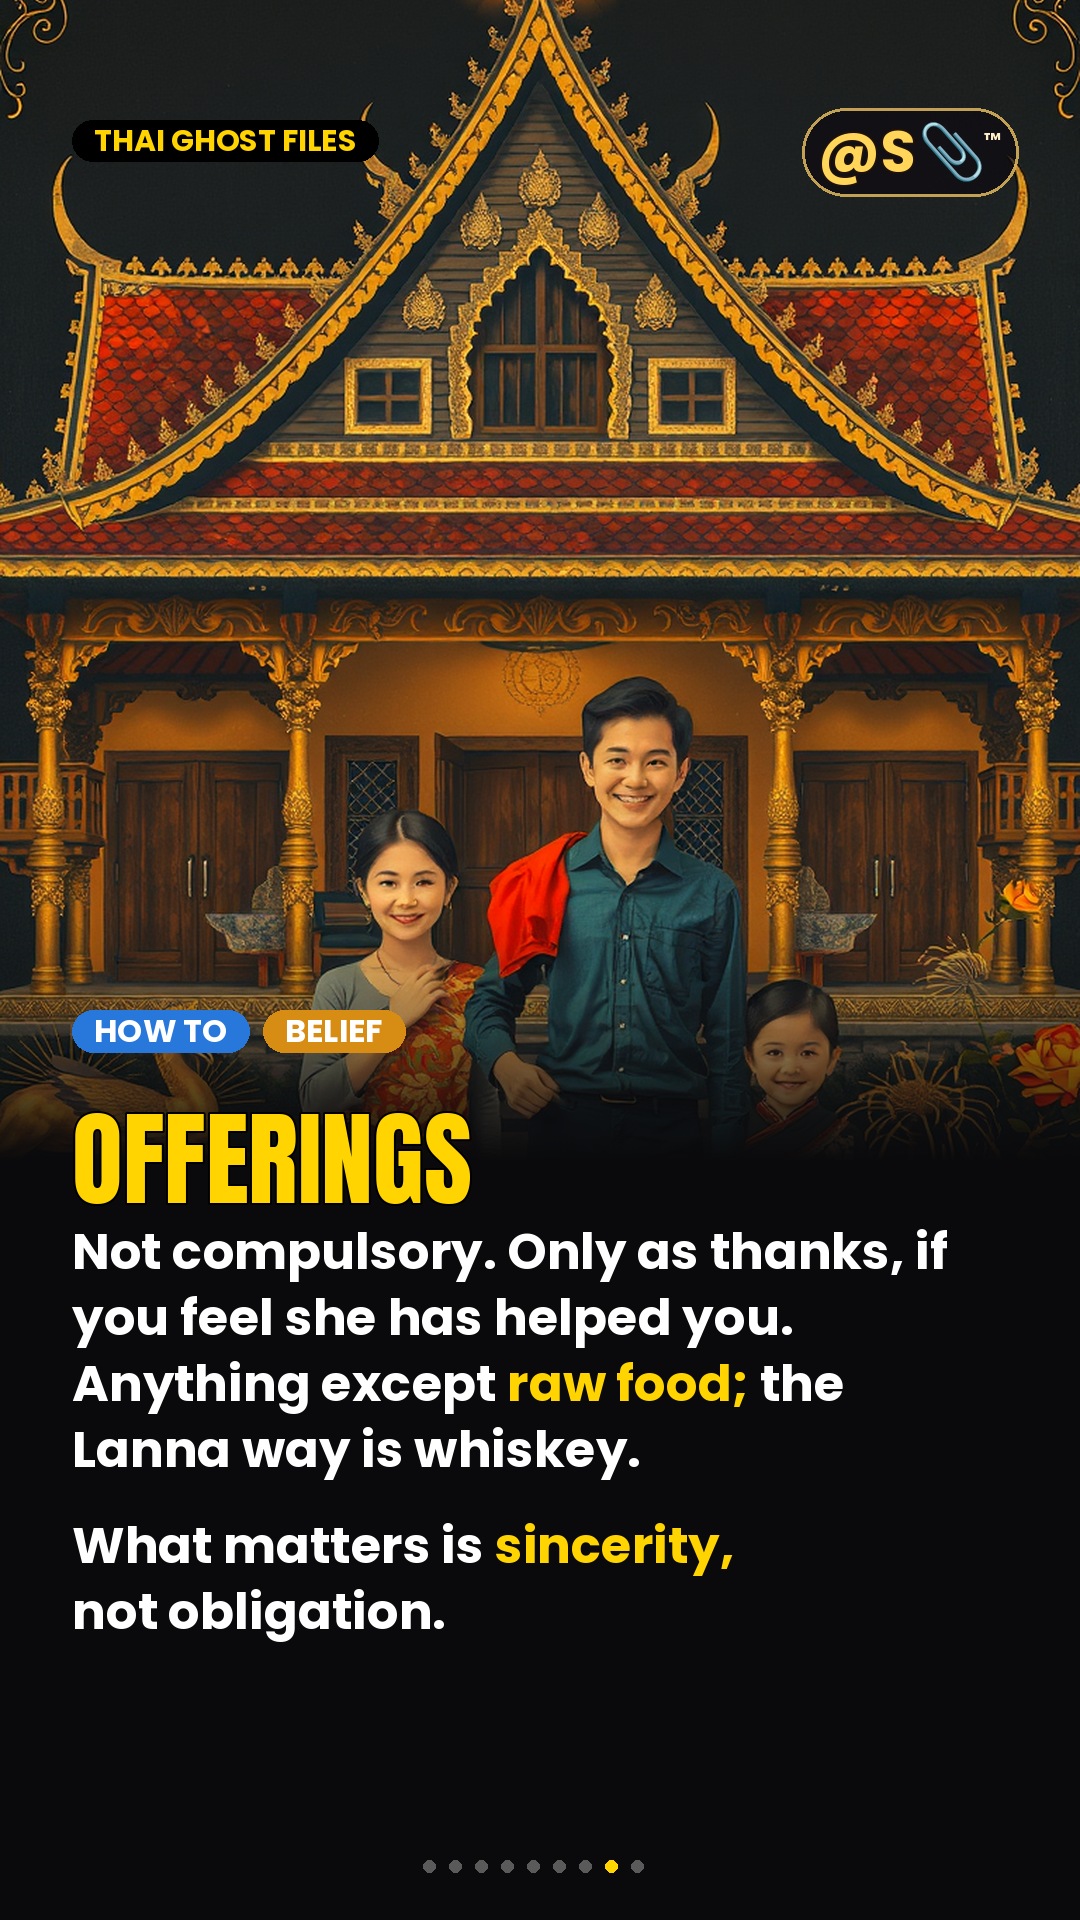 THAI GHOST FILES
@S📎™
HOW TO
BELIEF
OFFERINGS
Not compulsory. Only as thanks, if
you feel she has helped you.
Anything except raw food; the
Lanna way is whiskey.
What matters is sincerity,
not obligation.